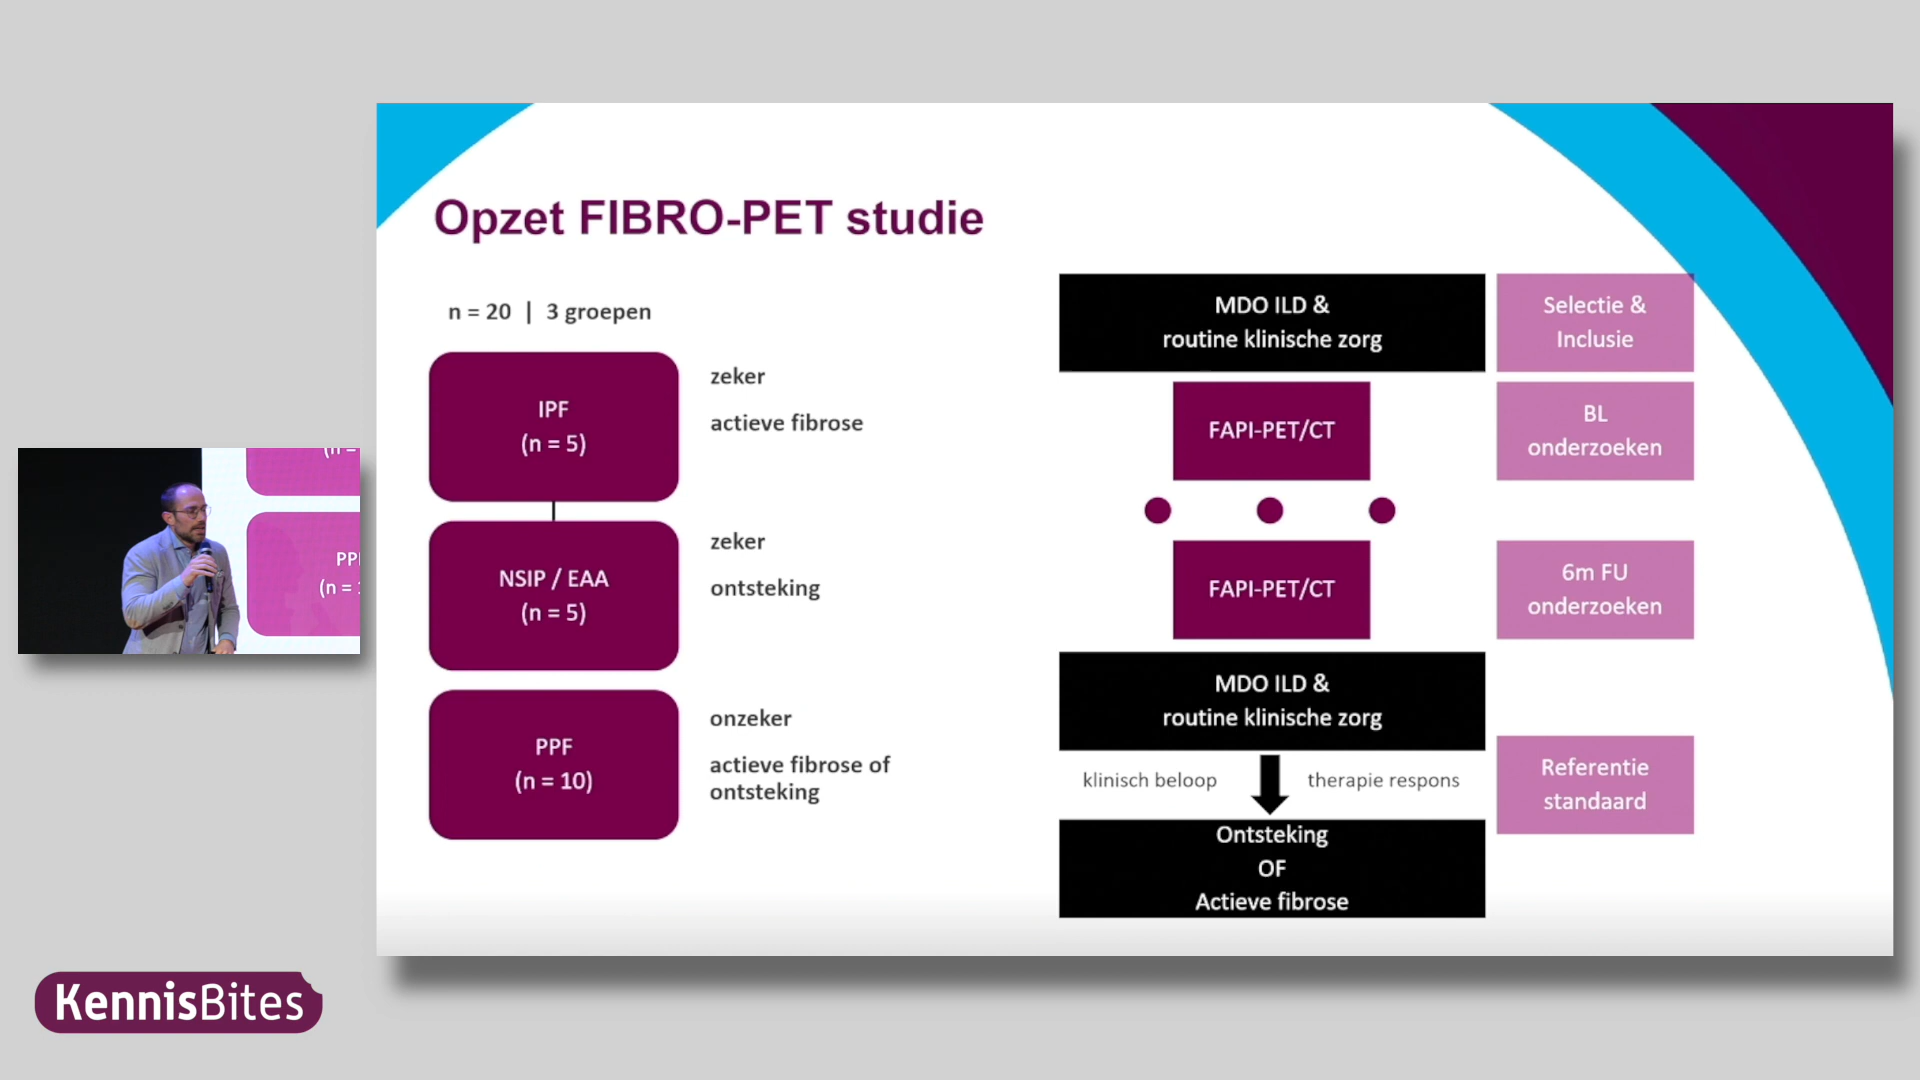 Opzet FIBRO-PET studie
n = 20 | 3 groepen
IPF
(n = 5)
zeker
actieve fibrose
NSIP / EAA
(n = 5)
zeker
ontsteking
PPF
(n = 10)
onzeker
actieve fibrose of
ontsteking
MDO ILD &
routine klinische zorg
Selectie &
Inclusie
FAPI-PET/CT
BL
onderzoeken
FAPI-PET/CT
6m FU
onderzoeken
MDO ILD &
routine klinische zorg
klinisch beloop
therapie respons
Referentie
standaard
Ontsteking
OF
Actieve fibrose
(n =
PP
(n =
KennisBites